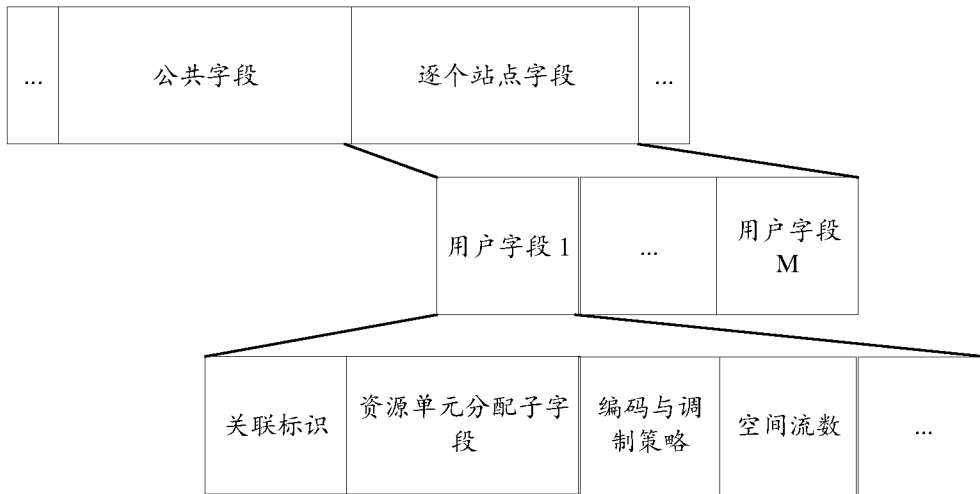 ... 公共字段 逐个站点字段 ...
用户字段 1 ... 用户字段
M
关联标识 资源单元分配子字 编码与调 空间流数 ...
段 制策略